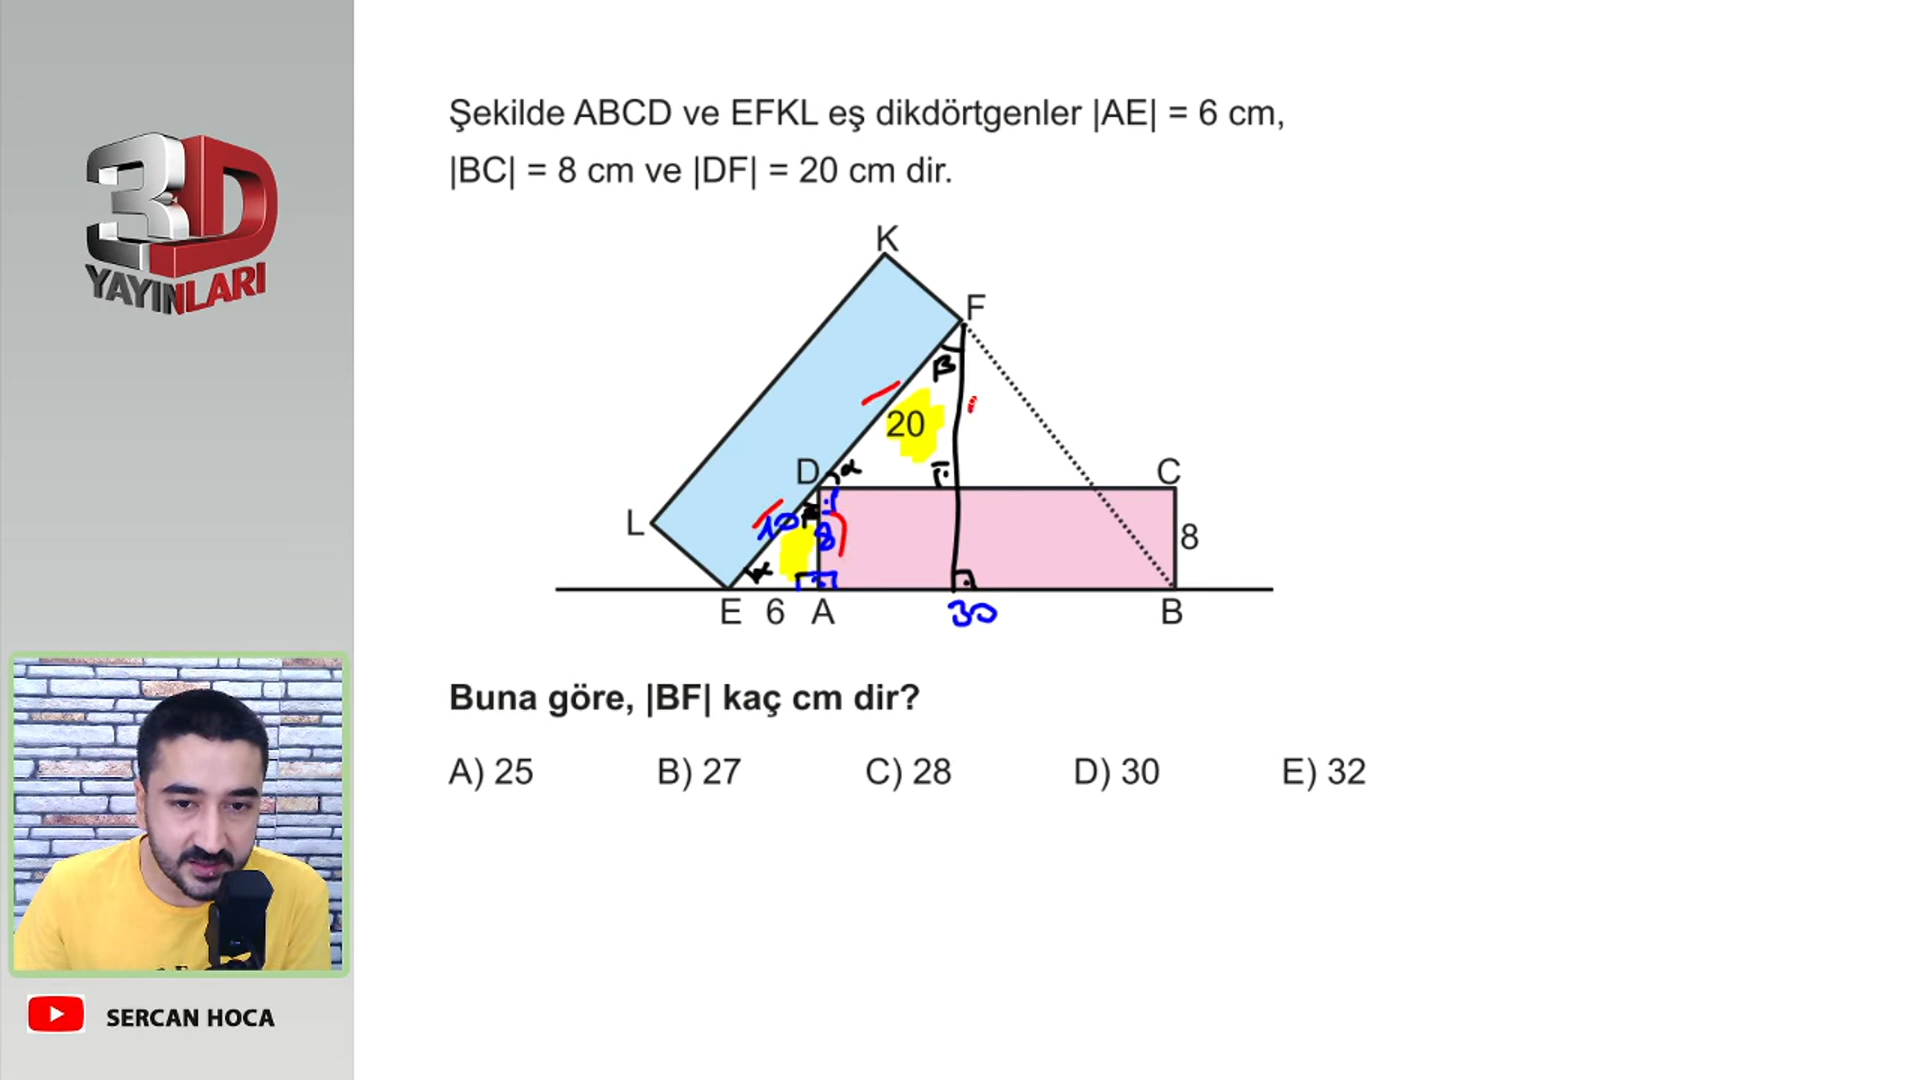 3D
YAYINLARI
Şekilde ABCD ve EFKL eş dikdörtgenler |AE| = 6 cm,
|BC| = 8 cm ve |DF| = 20 cm dir.
K
F
β
20
D α C
L 10 8 8
α
E 6 A 30 B
Buna göre, |BF| kaç cm dir?
A) 25 B) 27 C) 28 D) 30 E) 32
SERCAN HOCA